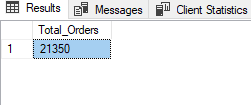 Results Messages Client Statistics
Total_Orders
1 21350